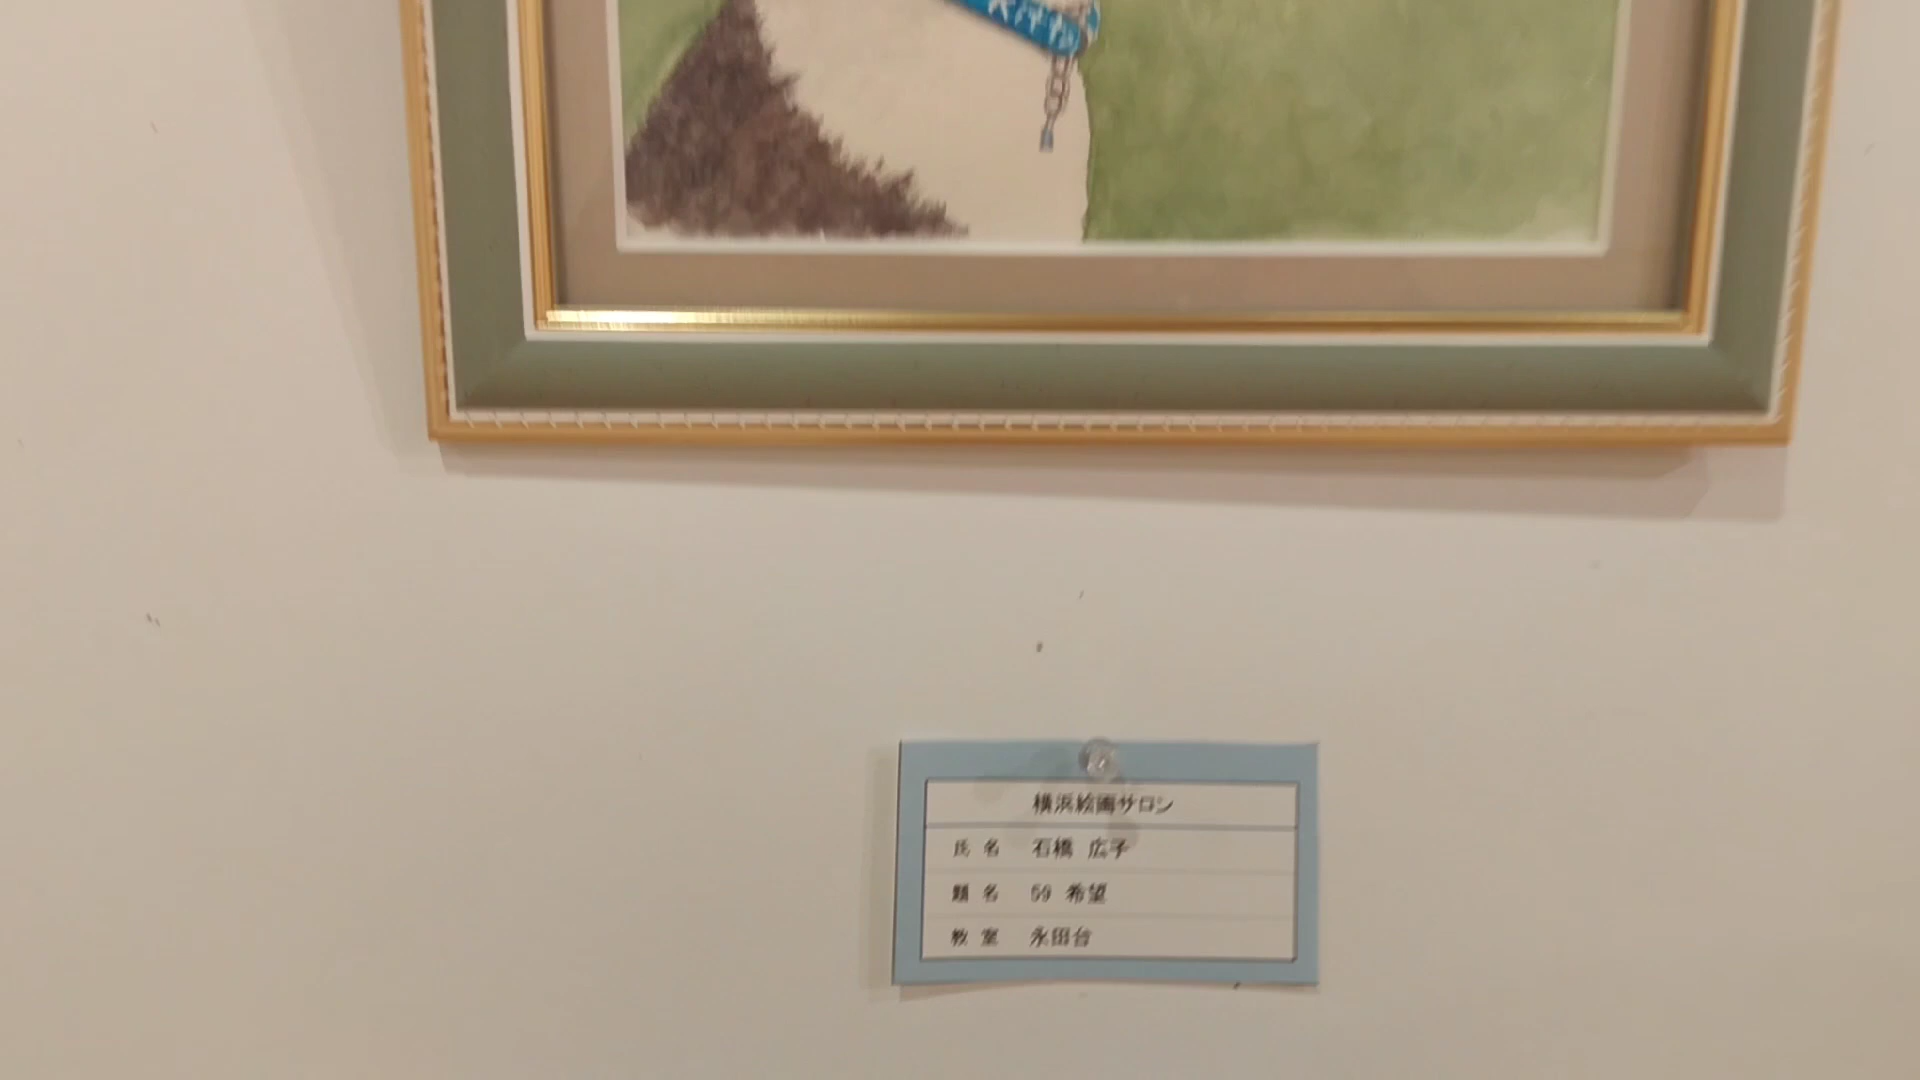 横浜絵画サロン
氏 名 石橋 広子
題 名 59 希望
教 室 永田台